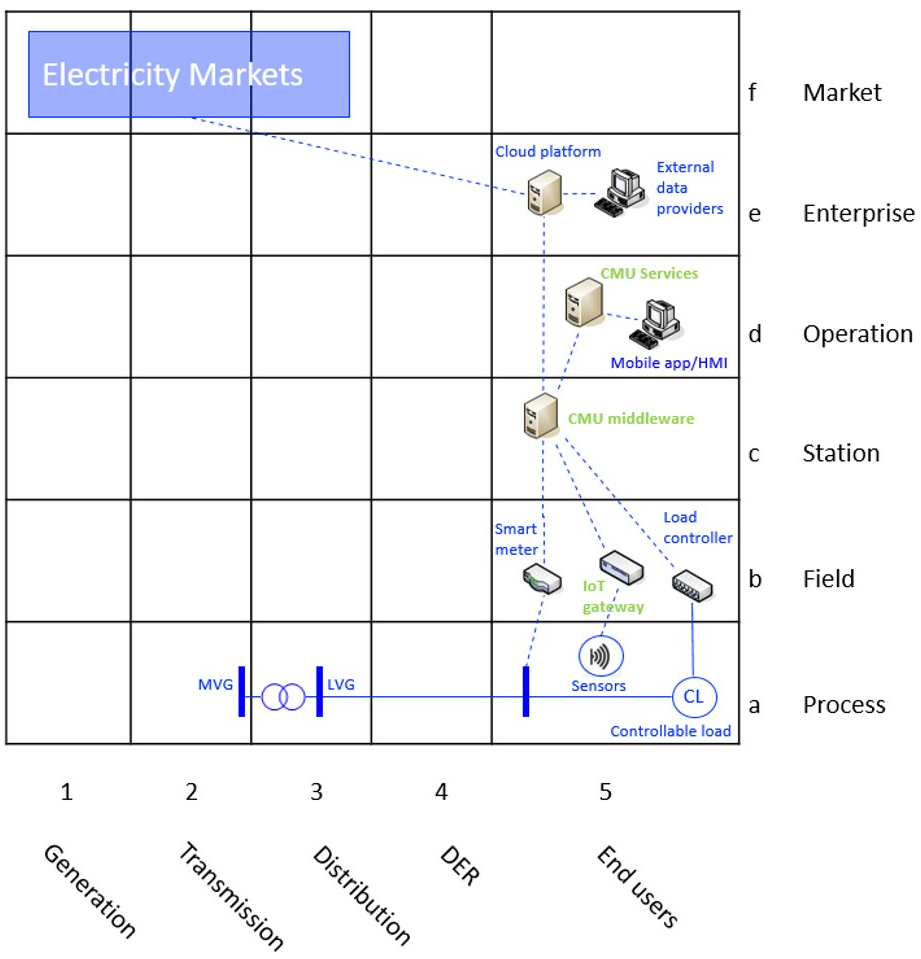 Electricity Markets
f Market
Cloud platform
External
data
providers
e Enterprise
CMU Services
d Operation
Mobile app/HMI
CMU middleware
c Station
Smart
meter
Load
controller
b Field
IoT
gateway
MVG
LVG
Sensors
CL
a Process
Controllable load
1 2 3 4 5
Generation
Transmission
Distribution
DER
End users